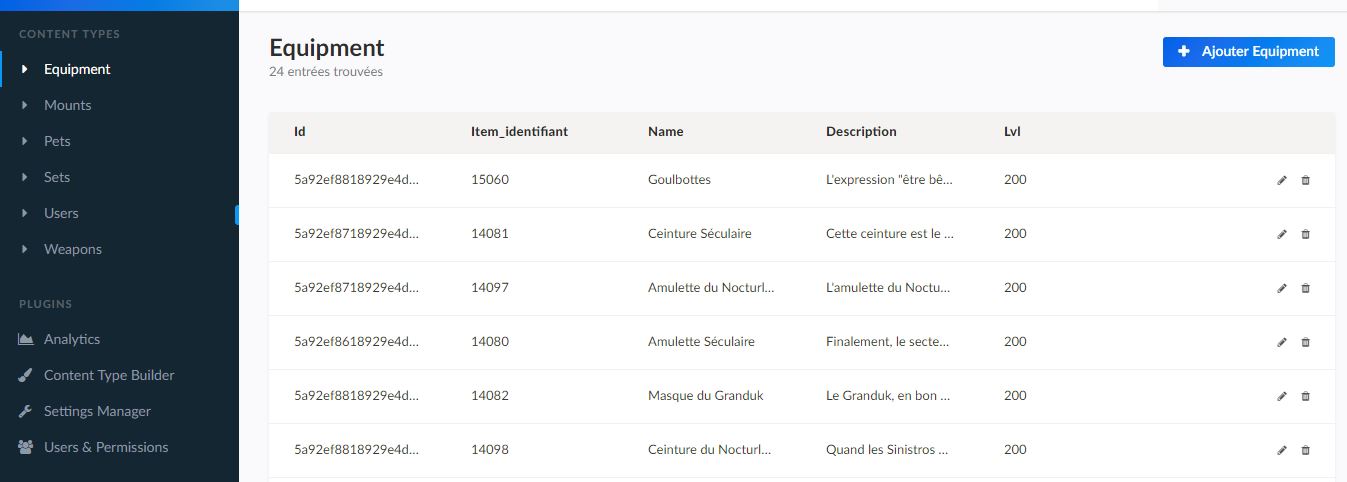 CONTENT TYPES
Equipment
Mounts
Pets
Sets
Users
Weapons
PLUGINS
Analytics
Content Type Builder
Settings Manager
Users & Permissions
Equipment
24 entrées trouvées
Ajouter Equipment
Id Item_identifiant Name Description Lvl
5a92ef8818929e4d... 15060 Goulbottes L'expression "être bê... 200
5a92ef8718929e4d... 14081 Ceinture Séculaire Cette ceinture est le ... 200
5a92ef8718929e4d... 14097 Amulette du Nocturl... L'amulette du Noctu... 200
5a92ef8618929e4d... 14080 Amulette Séculaire Finalement, le secte... 200
5a92ef8818929e4d... 14082 Masque du Granduk Le Granduk, en bon ... 200
5a92ef8818929e4d... 14098 Ceinture du Nocturl... Quand les Sinistros ... 200